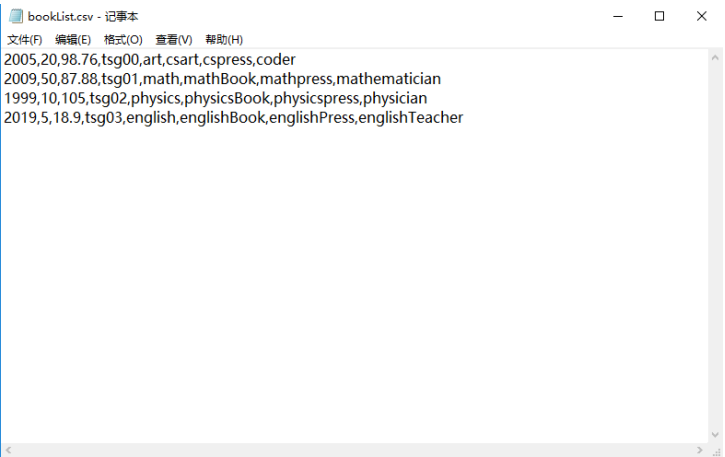 bookList.csv - 记事本
文件(F) 编辑(E) 格式(O) 查看(V) 帮助(H)
2005,20,98.76,tsg00,art,csart,cspress,coder
2009,50,87.88,tsg01,math,mathBook,mathpress,mathematician
1999,10,105,tsg02,physics,physicsBook,physicspress,physician
2019,5,18.9,tsg03,english,englishBook,englishPress,englishTeacher